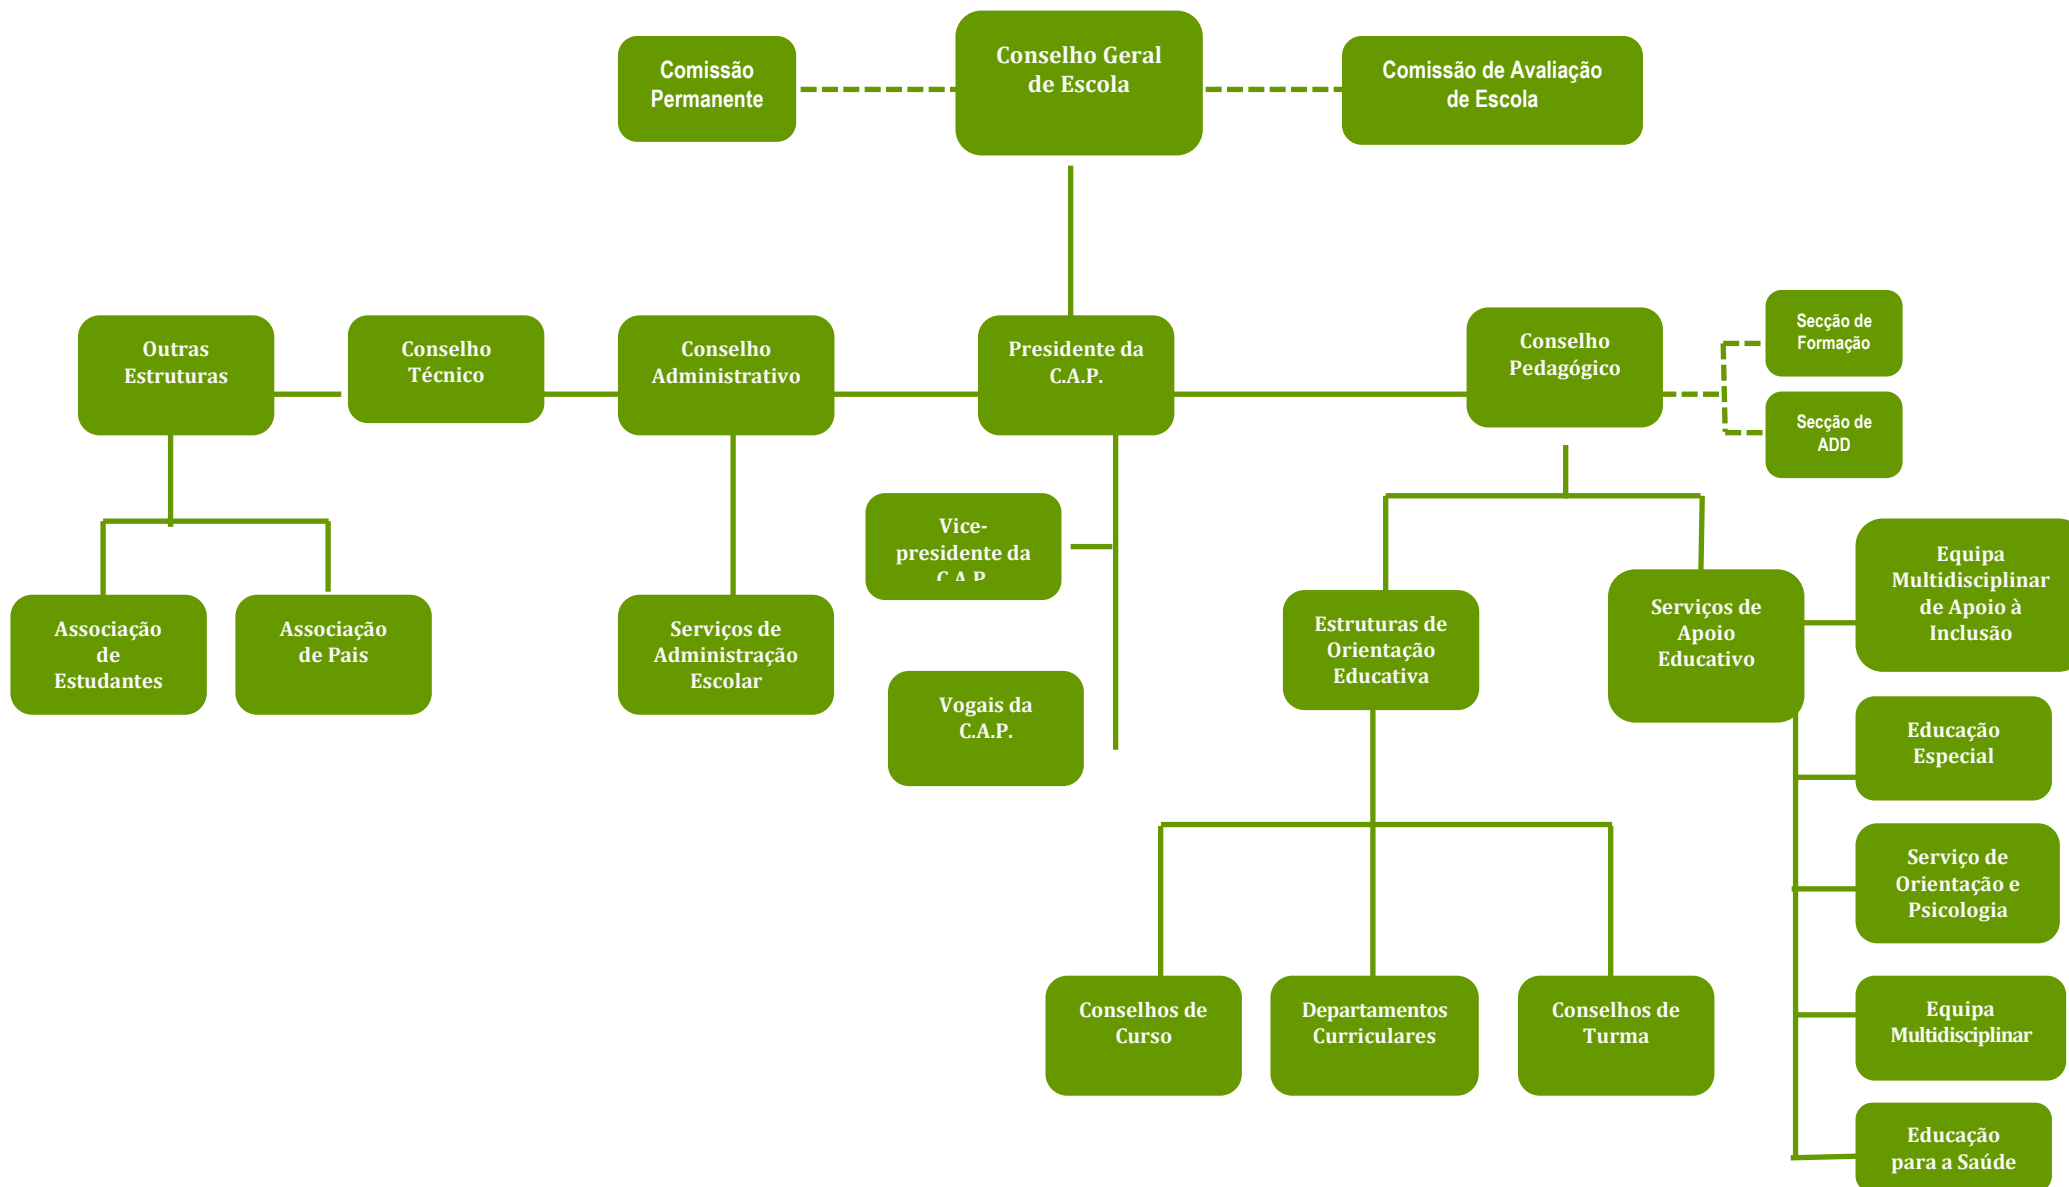 Comissão
Permanente
Conselho Geral
de Escola
Comissão de Avaliação
de Escola
Outras
Estruturas
Conselho
Técnico
Conselho
Administrativo
Presidente da
C.A.P.
Conselho
Pedagógico
Secção de
Formação
Secção de
ADD
Vice-
presidente da
C.A.P.
Vogais da
C.A.P.
Associação
de
Estudantes
Associação
de Pais
Serviços de
Administração
Escolar
Estruturas de
Orientação
Educativa
Serviços de
Apoio
Educativo
Equipa
Multidisciplinar
de Apoio à
Inclusão
Educação
Especial
Serviço de
Orientação e
Psicologia
Equipa
Multidisciplinar
Educação
para a Saúde
Conselhos de
Curso
Departamentos
Curriculares
Conselhos de
Turma